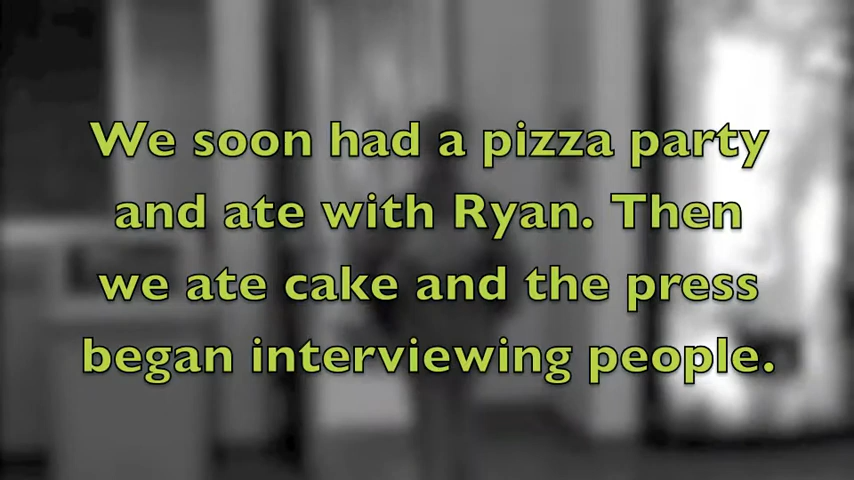 We soon had a pizza party
and ate with Ryan. Then
we ate cake and the press
began interviewing people.